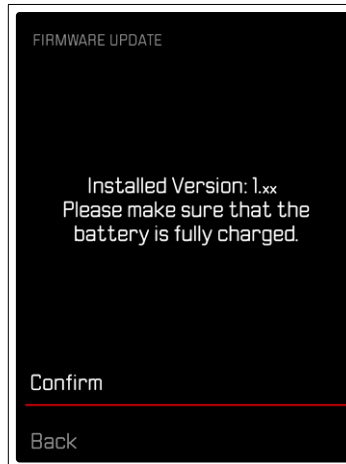 FIRMWARE UPDATE
Installed Version: 1.xx
Please make sure that the
battery is fully charged.
Confirm
Back